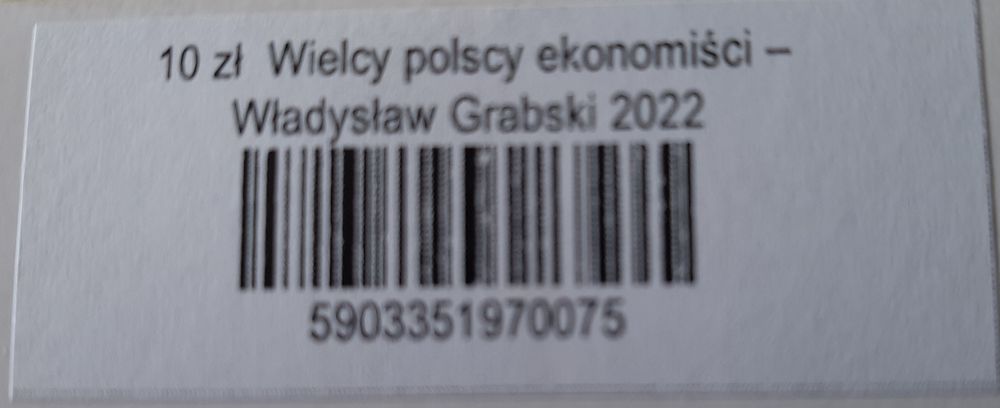 10 zł Wielcy polscy ekonomiści –
Władysław Grabski 2022
5903351970075